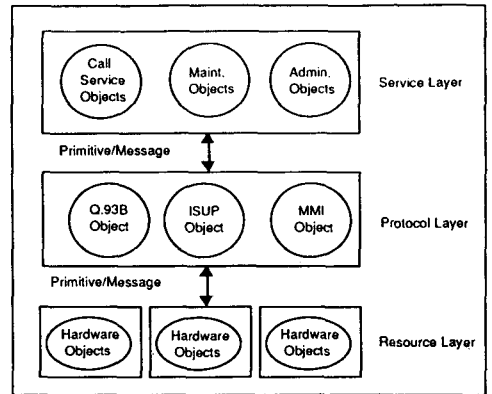 Call
Service
Objects
Maint.
Objects
Admin.
Objects
Service Layer
Primitive/Message
Q.93B
Object
ISUP
Object
MMI
Object
Protocol Layer
Primitive/Message
Hardware
Objects
Hardware
Objects
Hardware
Objects
Resource Layer